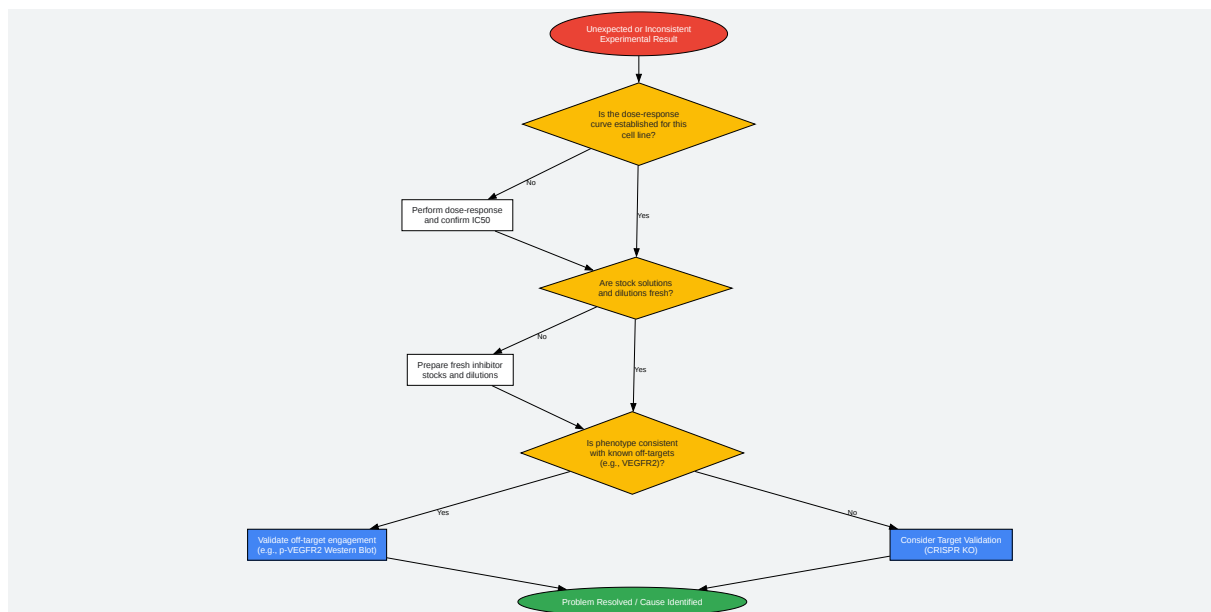 Unexpected or Inconsistent
Experimental Result
Is the dose-response
curve established for this
cell line?
No
Perform dose-response
and confirm IC50
Yes
Are stock solutions
and dilutions fresh?
No
Prepare fresh inhibitor
stocks and dilutions
Yes
Is phenotype consistent
with known off-targets
(e.g., VEGFR2)?
Yes
No
Validate off-target engagement
(e.g., p-VEGFR2 Western Blot)
Consider Target Validation
(CRISPR KO)
Problem Resolved / Cause Identified